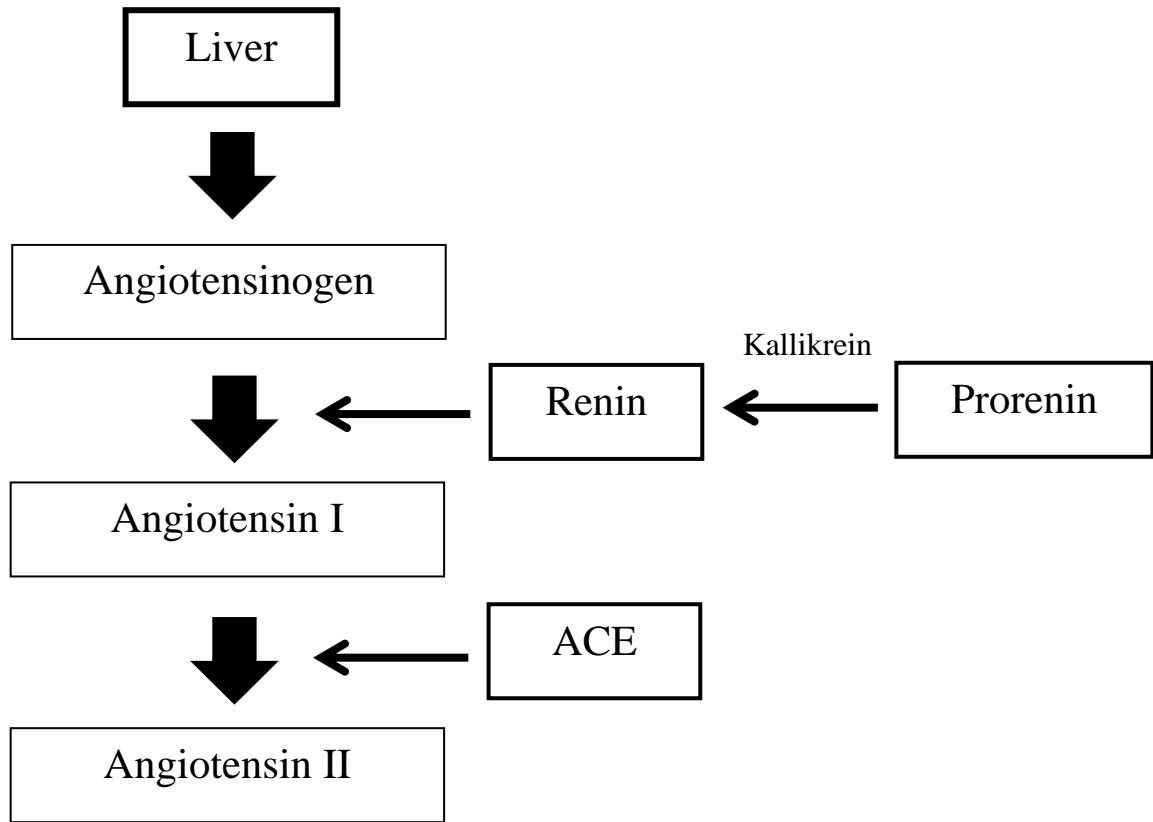 Liver
Angiotensinogen
Kallikrein
Renin
Prorenin
Angiotensin I
ACE
Angiotensin II